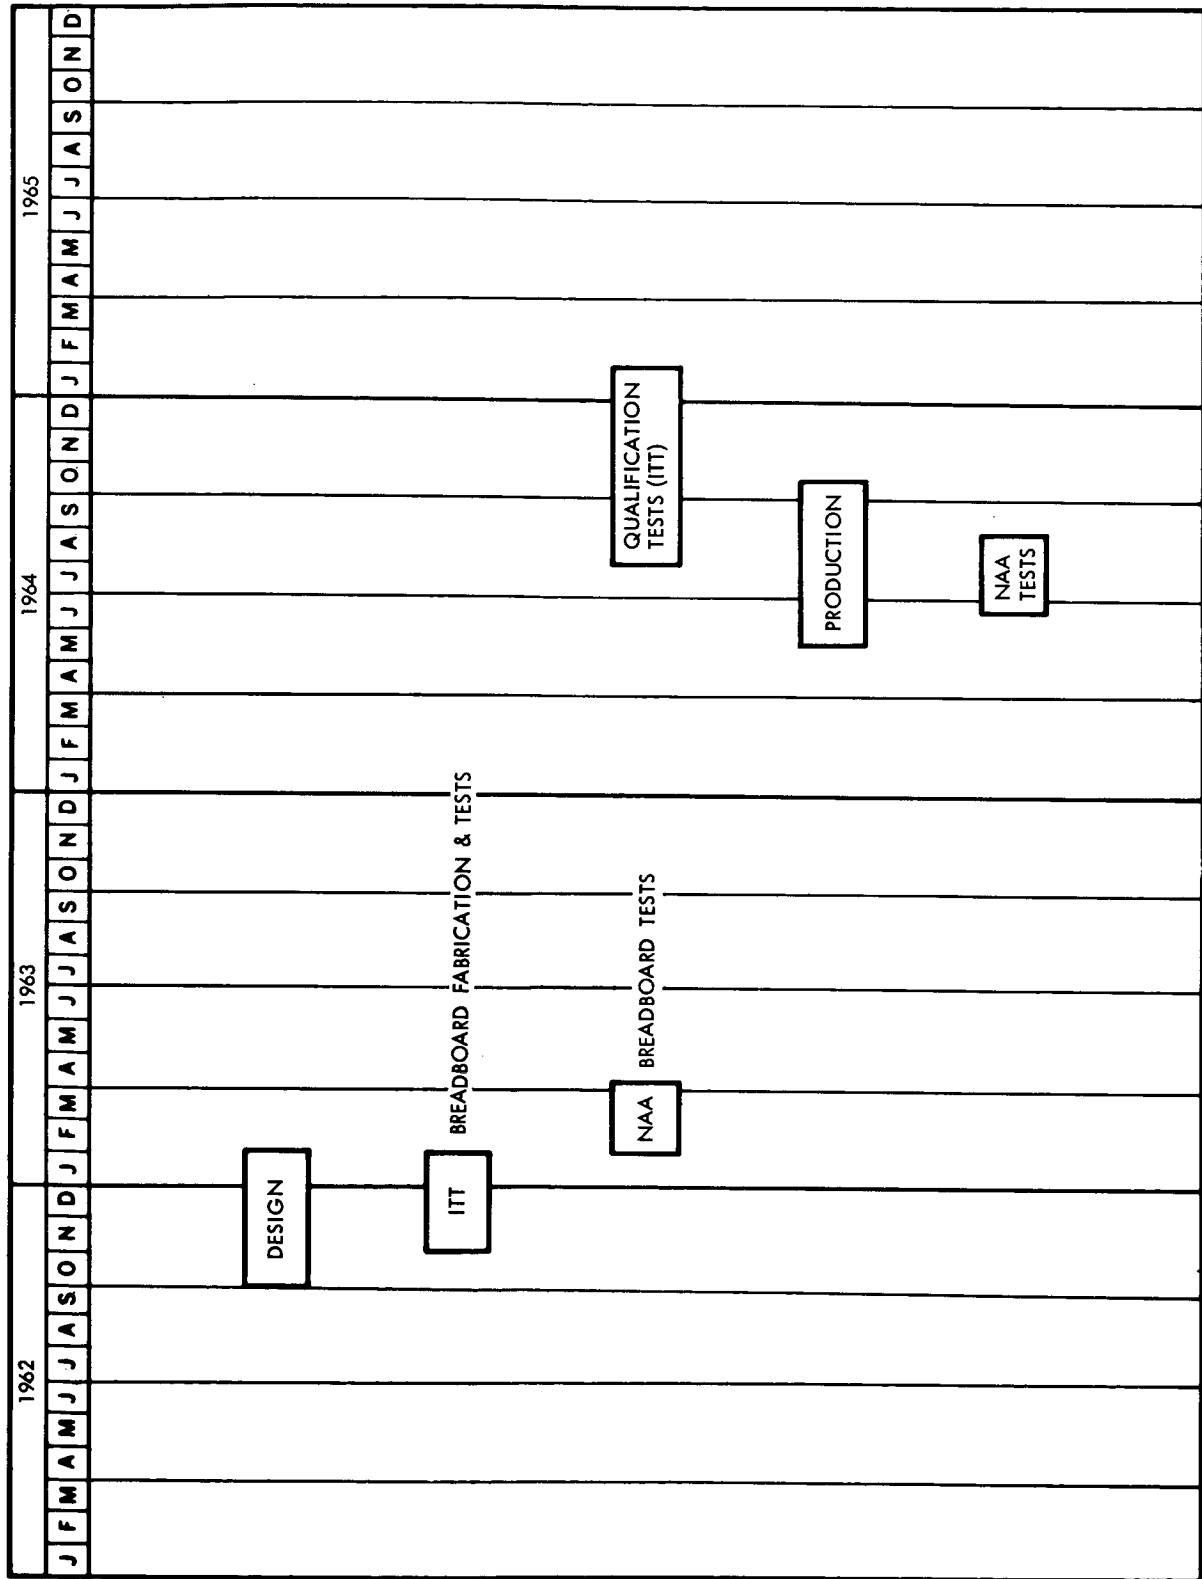 1962 1963 1964 1965
J F M A M J J A S O N D J F M A M J J A S O N D J F M A M J J A S O N D J F M A M J J A S O N D
DESIGN
ITT BREADBOARD FABRICATION & TESTS
NAA BREADBOARD TESTS
QUALIFICATION
TESTS (ITT)
PRODUCTION
NAA
TESTS